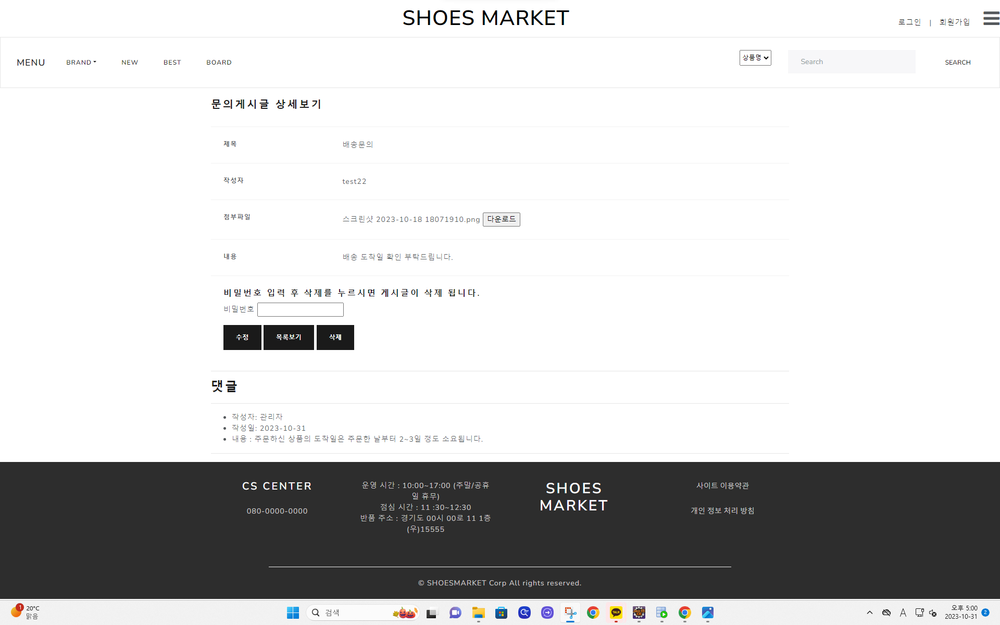 SHOES MARKET
로그인 | 회원가입
MENU BRAND NEW BEST BOARD 상품명 Search SEARCH
문의게시글 상세보기
제목 배송문의
작성자 test22
첨부파일 스크린샷 2023-10-18 18071910.png 다운로드
내용 배송 도착일 확인 부탁드립니다.
비밀번호 입력 후 삭제를 누르시면 게시글이 삭제 됩니다.
비밀번호
수정 목록보기 삭제
댓글
작성자: 관리자
작성일: 2023-10-31
내용 : 주문하신 상품의 도착일은 주문한 날부터 2~3일 정도 소요됩니다.
CS CENTER
080-0000-0000
운영 시간 : 10:00~17:00 (주말/공휴
일 휴무)
점심 시간 : 11 :30~12:30
반품 주소 : 경기도 00시 00로 11 1층
(우)15555
SHOES
MARKET
사이트 이용약관
개인 정보 처리 방침
© SHOESMARKET Corp All rights reserved.
1
20°C
맑음
검색
TALK
A
오후 5:00
2023-10-31
2